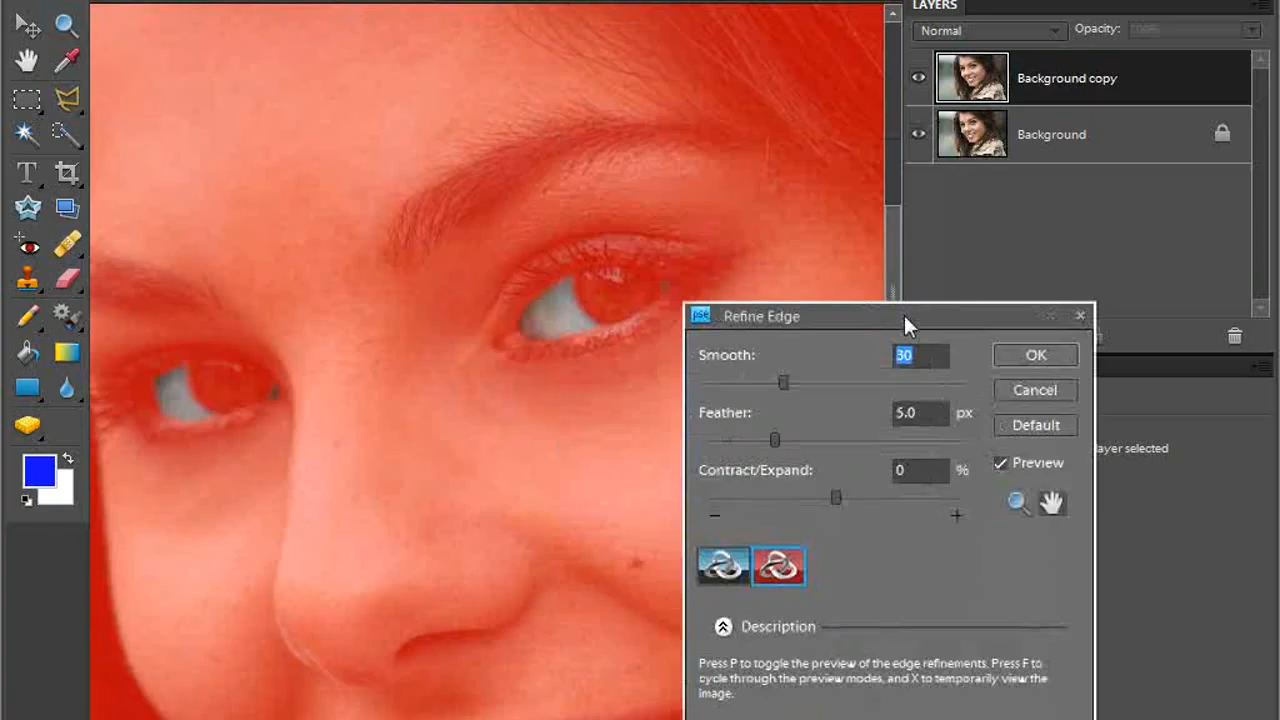 LAYERS
Normal
Opacity:
Background copy
Background
pse
Refine Edge
Smooth:
30
OK
Cancel
Feather:
5.0
px
Default
ayer selected
Contract/Expand:
0
%
Preview
Description
Press P to toggle the preview of the edge refinements. Press F to
cycle through the preview modes, and X to temporarily view the
image.
T